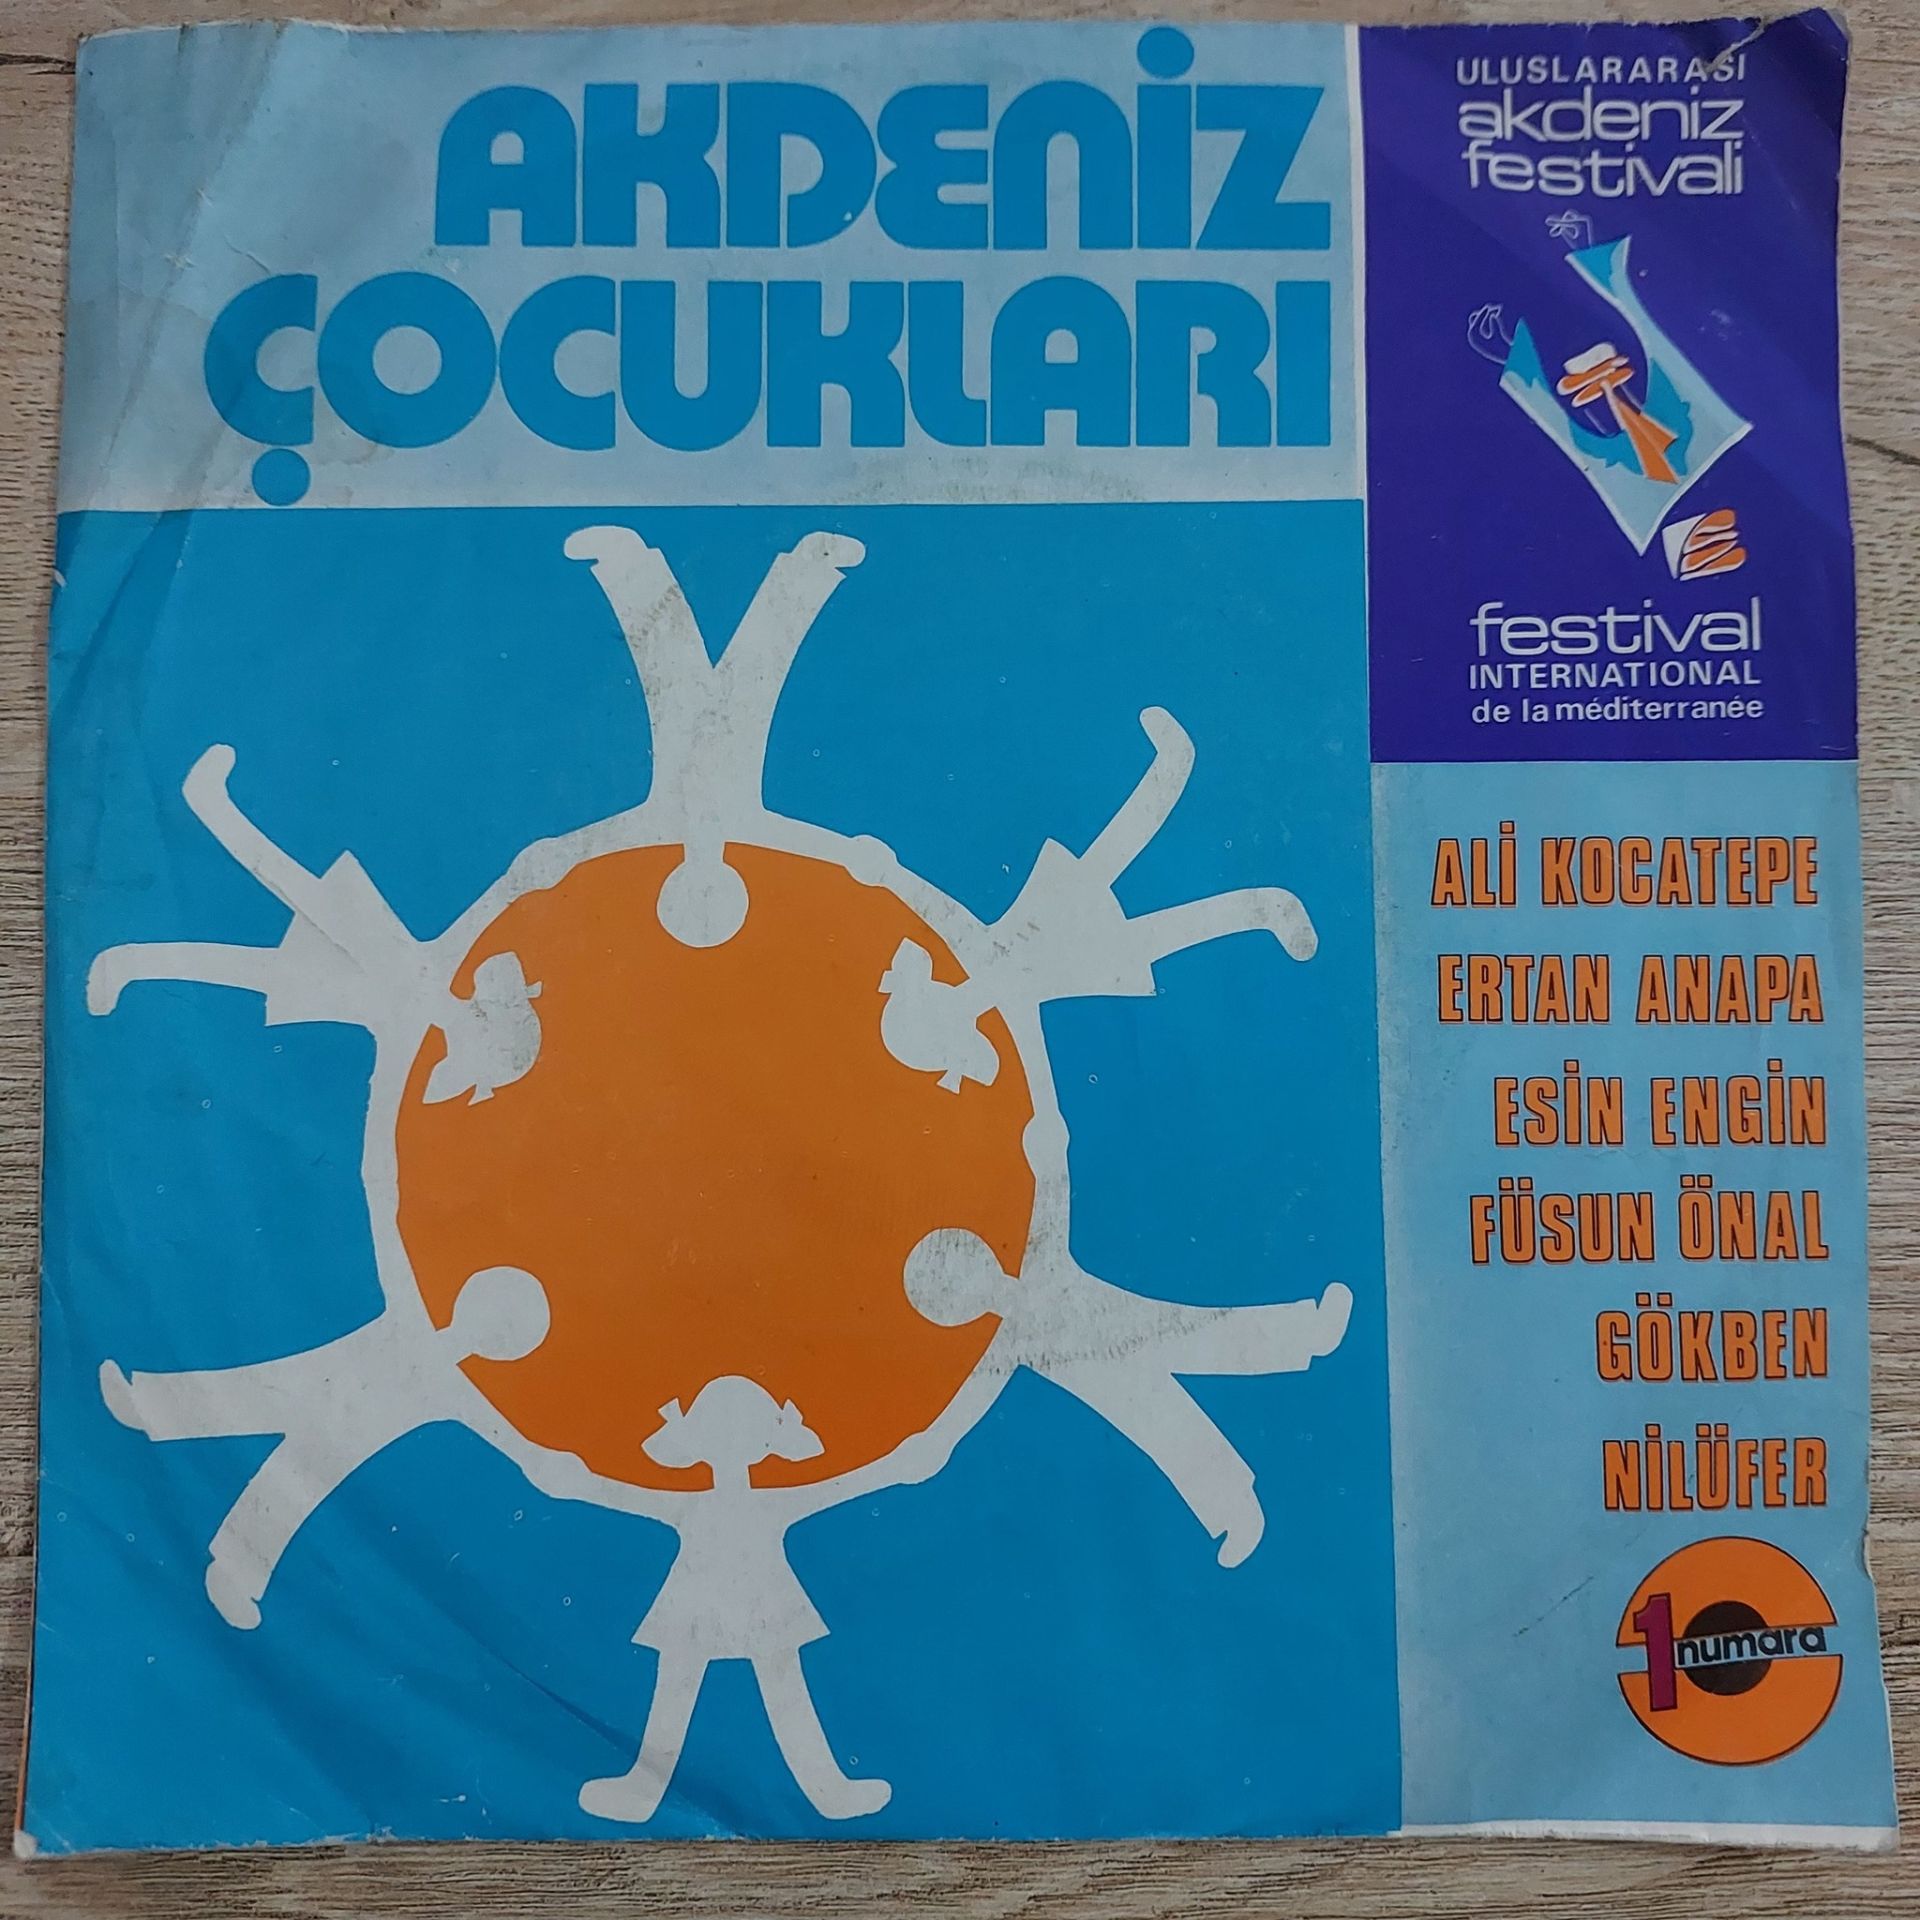 AKDENİZ
ÇOCUKLARI
ULUSLARARASI
akdeniz
festivali
festival
INTERNATIONAL
de la méditerranée
ALİ KOCATEPE
ERTAN ANAPA
ESİN ENGİN
FÜSUN ÖNAL
GÖKBEN
NİLÜFER
1 numara